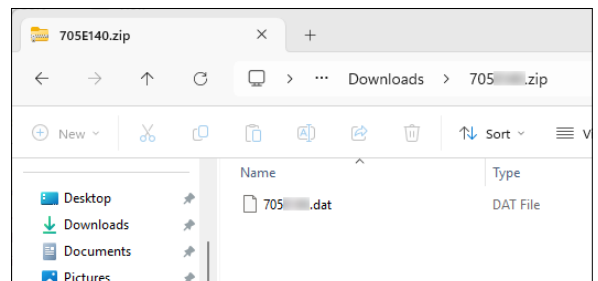 705E140.zip
Downloads > 705 .zip
New Sort V
Name Type
Desktop 705 .dat DAT File
Downloads
Documents
Pictures